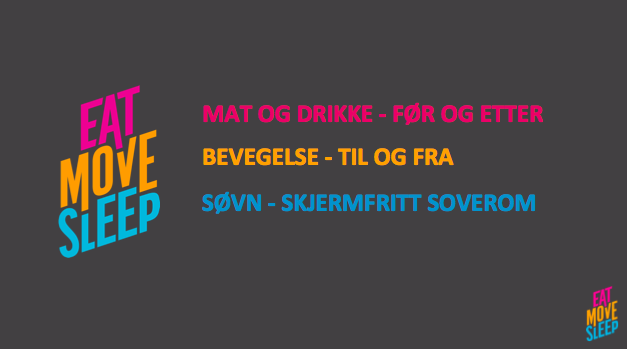 EAT
MOVE
SLEEP
MAT OG DRIKKE - FØR OG ETTER
BEVEGELSE - TIL OG FRA
SØVN - SKJERMFRITT SOVEROM
EAT
MOVE
SLEEP